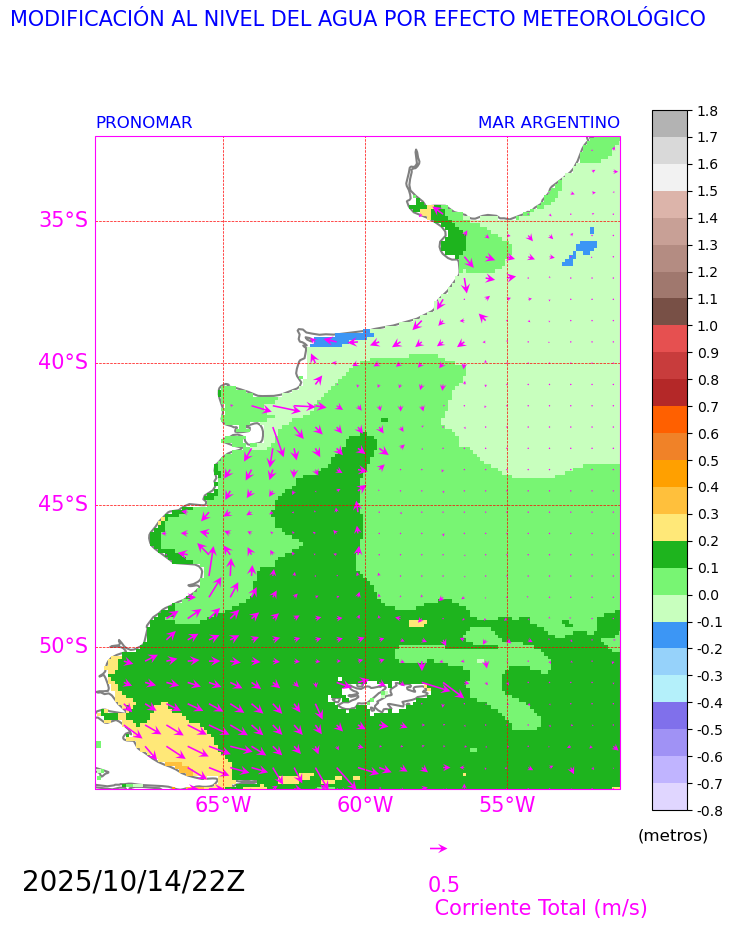 MODIFICACIÓN AL NIVEL DEL AGUA POR EFECTO METEOROLÓGICO
PRONOMAR MAR ARGENTINO
35°S
40°S
45°S
50°S
65°W 60°W 55°W
1.8
1.7
1.6
1.5
1.4
1.3
1.2
1.1
1.0
0.9
0.8
0.7
0.6
0.5
0.4
0.3
0.2
0.1
0.0
-0.1
-0.2
-0.3
-0.4
-0.5
-0.6
-0.7
-0.8
(metros)
2025/10/14/22Z
0.5
Corriente Total (m/s)